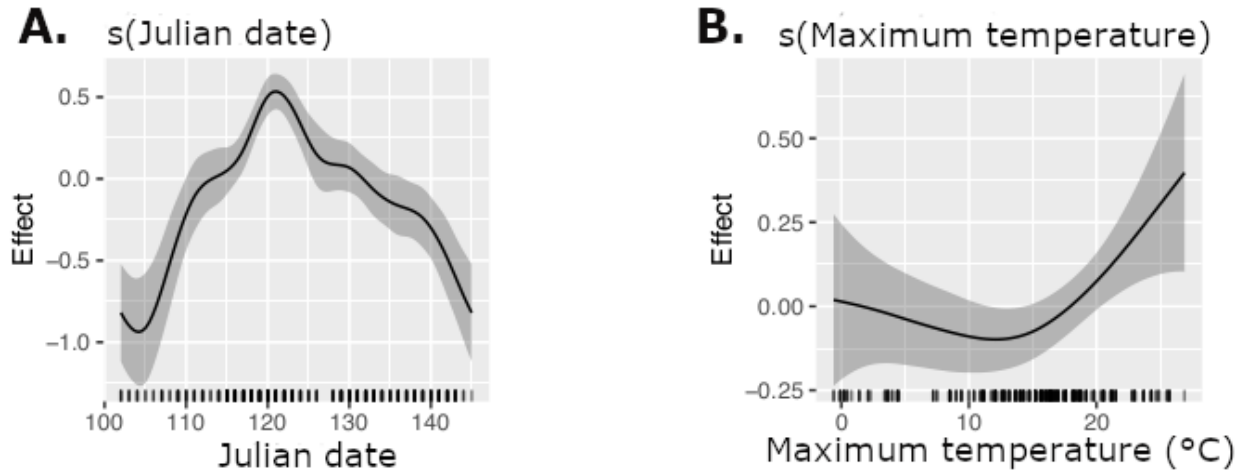 A. s(Julian date)
0.5
0.0
−0.5
−1.0
Effect
100 110 120 130 140
Julian date
B. s(Maximum temperature)
0.50
0.25
0.00
−0.25
Effect
0 10 20
Maximum temperature (°C)